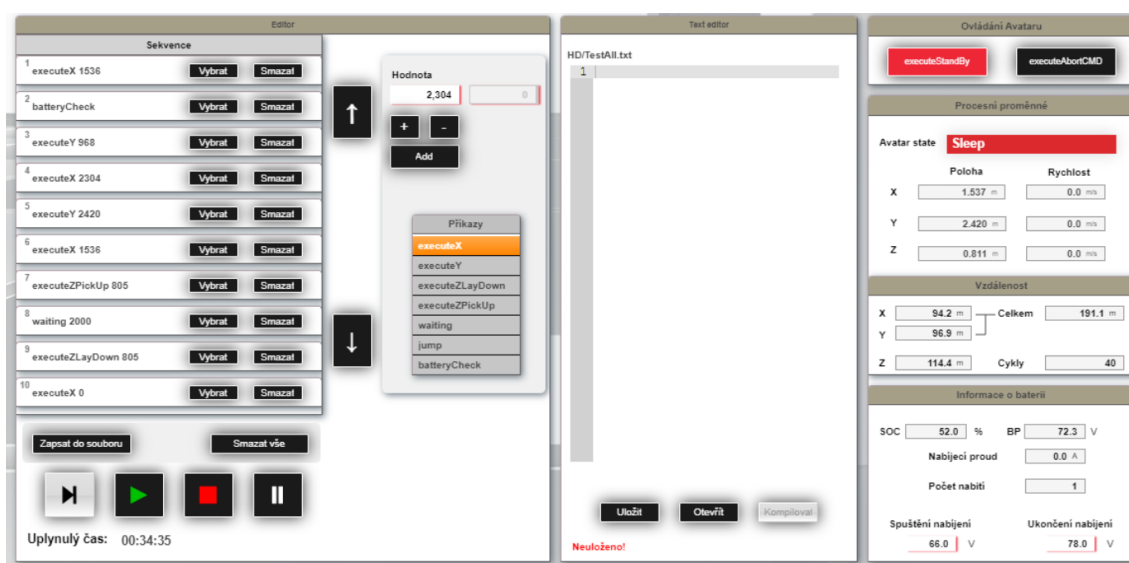 Editor
Sekvence
1 executeX 1536 Vybrat Smazat
2 batteryCheck Vybrat Smazat
3 executeY 968 Vybrat Smazat
4 executeX 2304 Vybrat Smazat
5 executeY 2420 Vybrat Smazat
6 executeX 1536 Vybrat Smazat
7 executeZPickUp 805 Vybrat Smazat
8 waiting 2000 Vybrat Smazat
9 executeZLayDown 805 Vybrat Smazat
10 executeX 0 Vybrat Smazat
Zapsat do souboru Smazat vše
Uplynulý čas: 00:34:35
↑
↓
Hodnota
2,304 0
+ -
Add
Příkazy
executeX
executeY
executeZLayDown
executeZPickUp
waiting
jump
batteryCheck
Text editor
HD/TestAll.txt
1
Uložit Otevřít Kompilovat
Neuloženo!
Ovládání Avataru
executeStandBy executeAbortCMD
Procesní proměnné
Avatar state Sleep
Poloha Rychlost
X 1.537 m 0.0 m/s
Y 2.420 m 0.0 m/s
Z 0.811 m 0.0 m/s
Vzdálenost
X 94.2 m Celkem 191.1 m
Y 96.9 m
Z 114.4 m Cykly 40
Informace o baterii
SOC 52.0 % BP 72.3 V
Nabíjecí proud 0.0 A
Počet nabití 1
Spuštění nabíjení Ukončení nabíjení
66.0 V 78.0 V